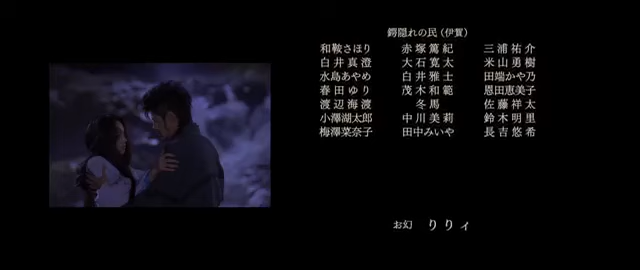 鍔隠れの民（伊賀）
和鞍さほり 赤塚篤紀 三浦祐介
白井真澄 大石寛太 米山勇樹
水島あやめ 白井雅士 田端かや乃
春田ゆり 茂木和範 恩田恵美子
渡辺海渡 冬馬 佐藤祥太
小澤湖太郎 中川美莉 鈴木明里
梅澤菜奈子 田中みいや 長吉悠希
お幻 りりィ